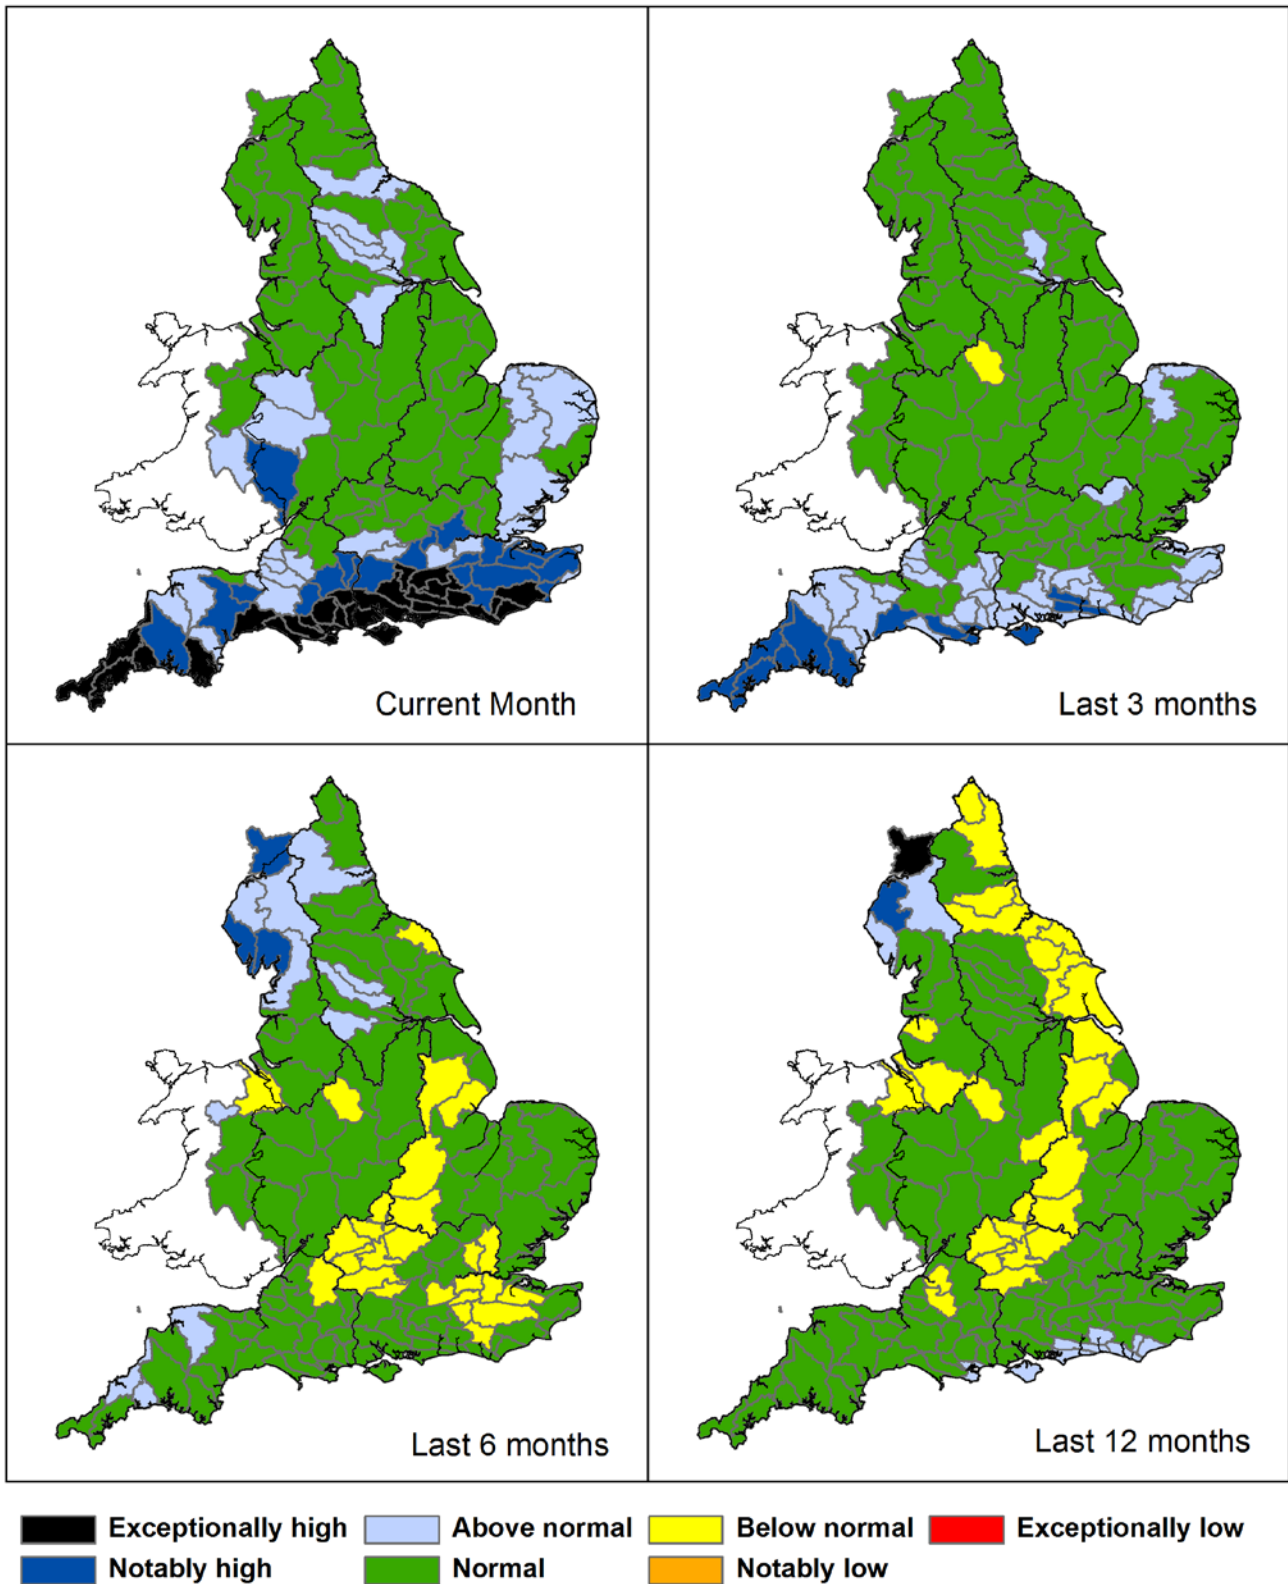 Current Month
Last 3 months
Last 6 months
Last 12 months
Exceptionally high
Above normal
Below normal
Exceptionally low
Notably high
Normal
Notably low